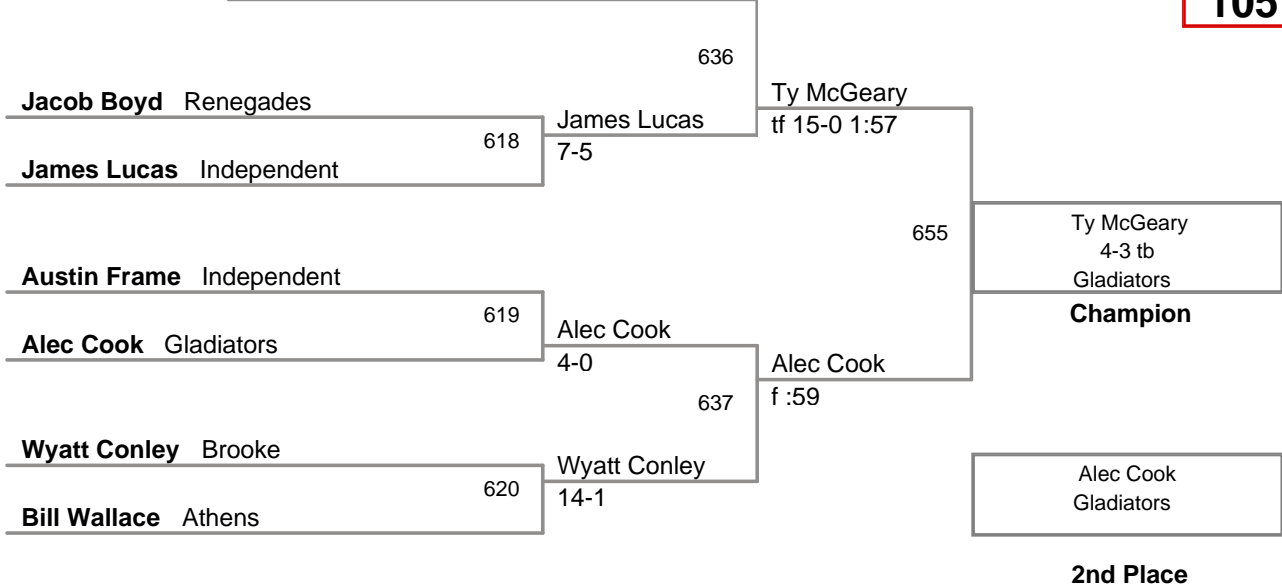 105
636
Jacob Boyd Renegades
Ty McGeary
James Lucas
tf 15-0 1:57
618
7-5
James Lucas Independent
655
Ty McGeary
4-3 tb
Gladiators
Austin Frame Independent
Champion
619
Alec Cook
Alec Cook Gladiators
4-0
Alec Cook
637
f :59
Wyatt Conley Brooke
Wyatt Conley
620
14-1
Alec Cook
Gladiators
Bill Wallace Athens
2nd Place